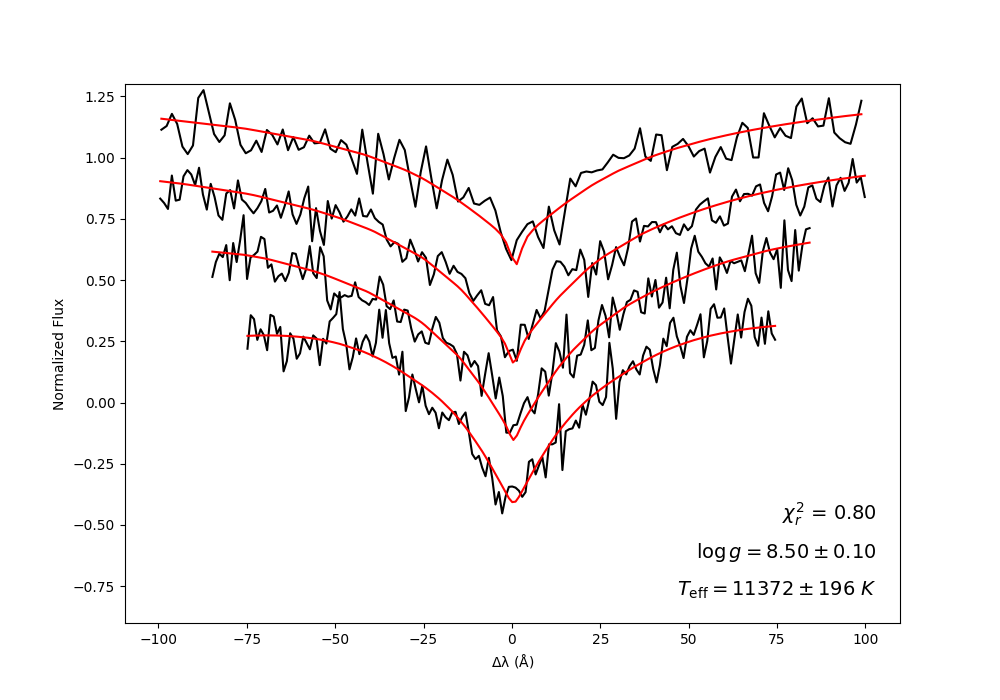 1.25
1.00
0.75
0.50
0.25
0.00
−0.25
−0.50
−0.75
Normalized Flux
χ²ᵣ = 0.80
log g = 8.50 ± 0.10
T_eff = 11372 ± 196 K
−100 −75 −50 −25 0 25 50 75 100
Δλ (Å)